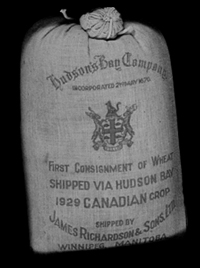 Hudson's Bay Company
INCORPORATED 2ND MAY 1670.
FIRST CONSIGNMENT OF WHEAT
SHIPPED VIA HUDSON BAY
1929 CANADIAN CROP
SHIPPED BY
JAMES RICHARDSON & SONS, LTD.
WINNIPEG, MANITOBA